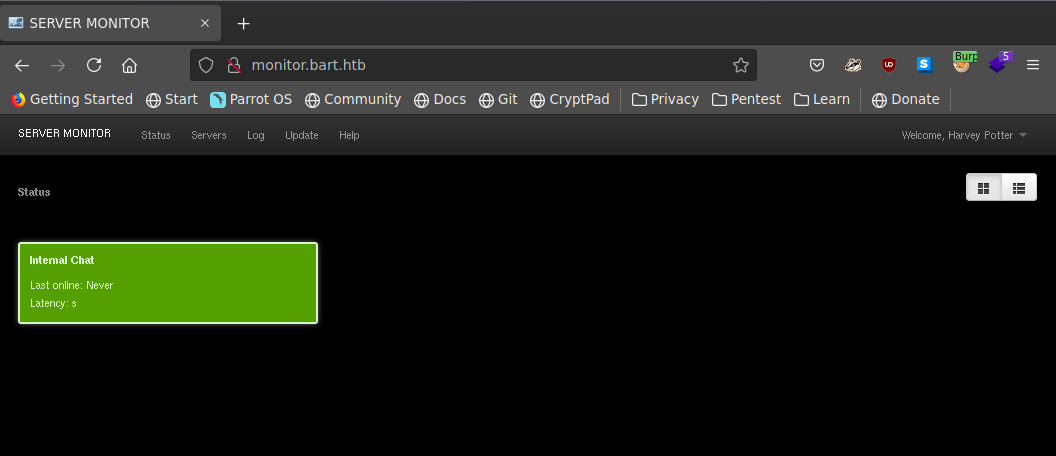 SERVER MONITOR
monitor.bart.htb
Burp
5
Getting Started Start Parrot OS Community Docs Git CryptPad Privacy Pentest Learn Donate
SERVER MONITOR Status Servers Log Update Help Welcome, Harvey Potter
Status
Internal Chat
Last online: Never
Latency: s